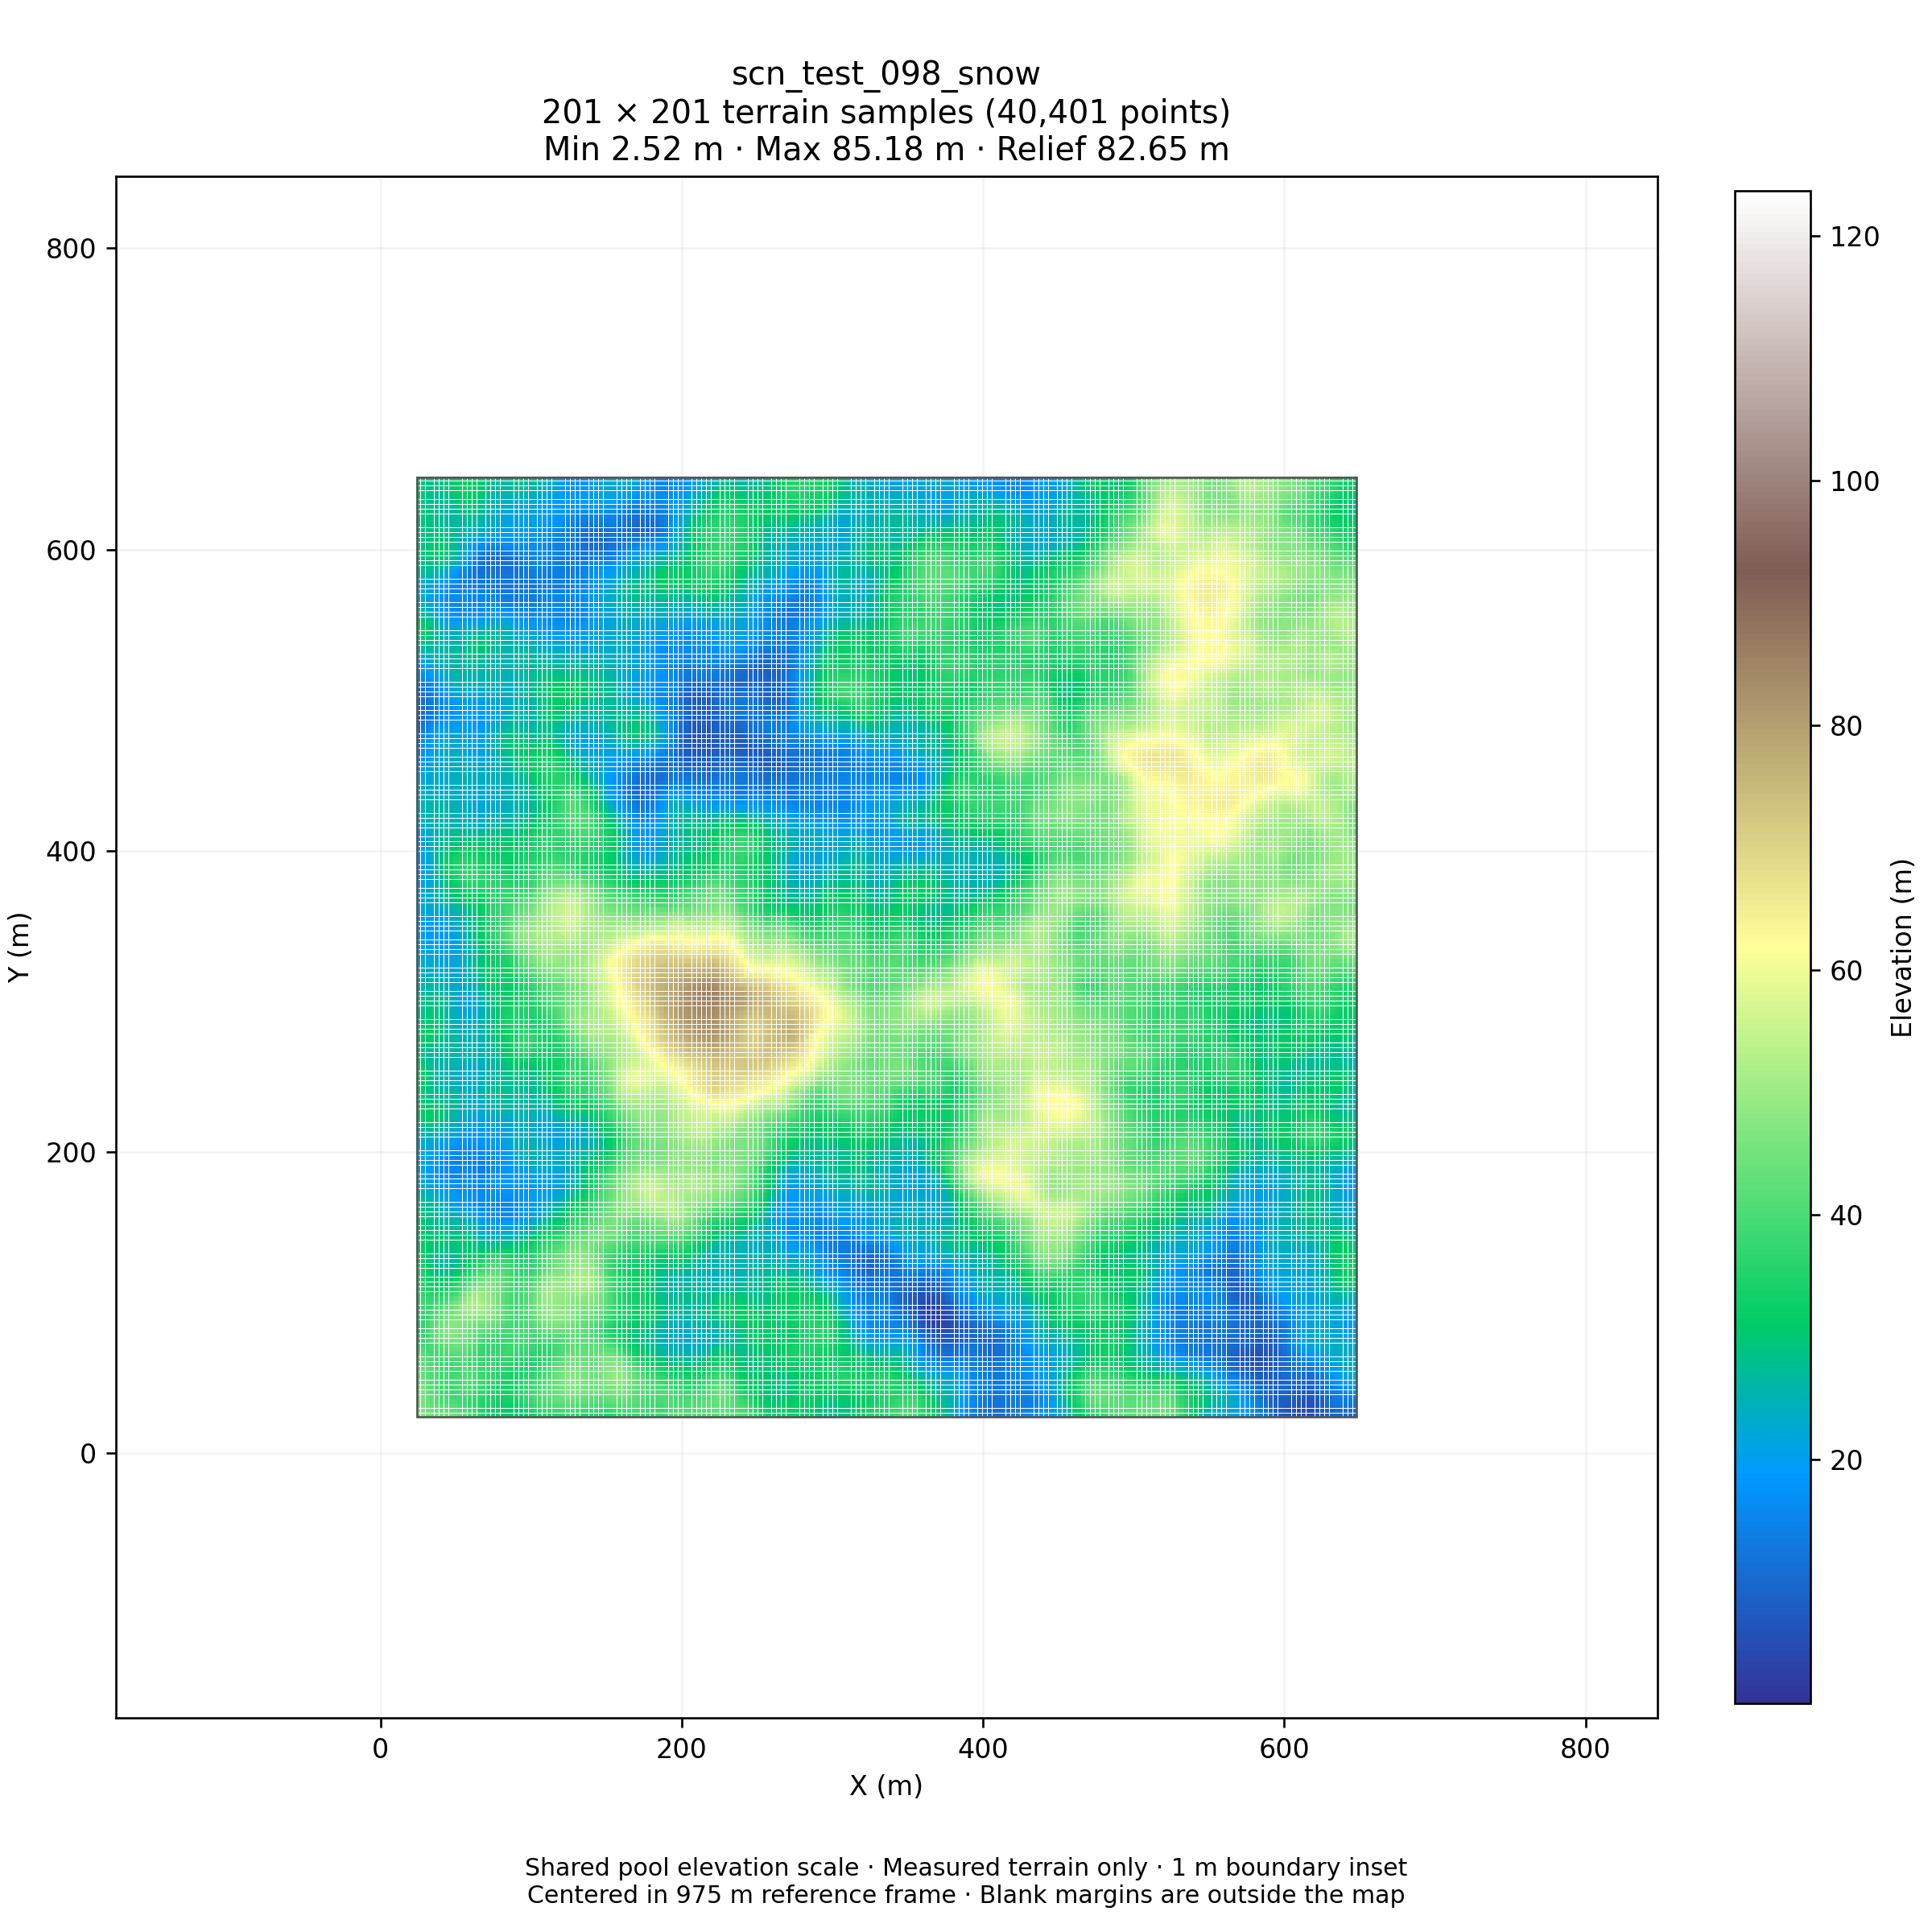 scn_test_098_snow
201 × 201 terrain samples (40,401 points)
Min 2.52 m · Max 85.18 m · Relief 82.65 m
800
600
400
200
0
Y (m)
0
200
400
600
800
X (m)
120
100
80
60
40
20
Elevation (m)
Shared pool elevation scale · Measured terrain only · 1 m boundary inset
Centered in 975 m reference frame · Blank margins are outside the map